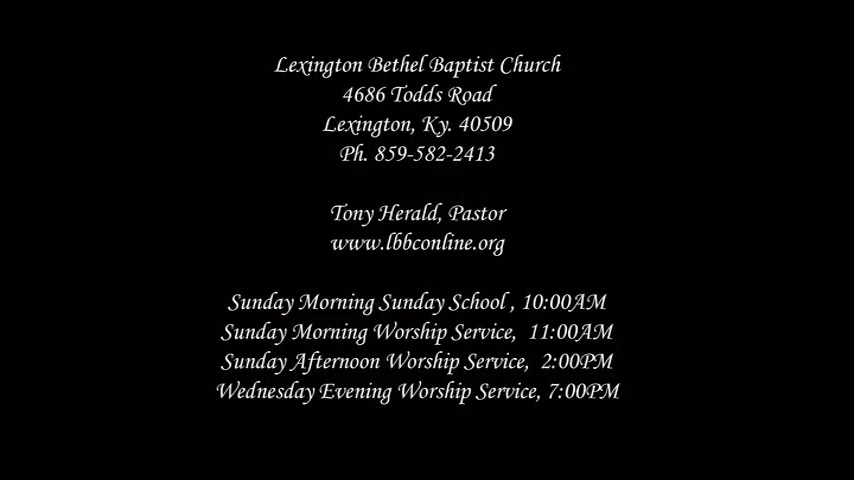 Lexington Bethel Baptist Church
4686 Todds Road
Lexington, Ky. 40509
Ph. 859-582-2413
Tony Herald, Pastor
www.lbbconline.org
Sunday Morning Sunday School , 10:00AM
Sunday Morning Worship Service, 11:00AM
Sunday Afternoon Worship Service, 2:00PM
Wednesday Evening Worship Service, 7:00PM